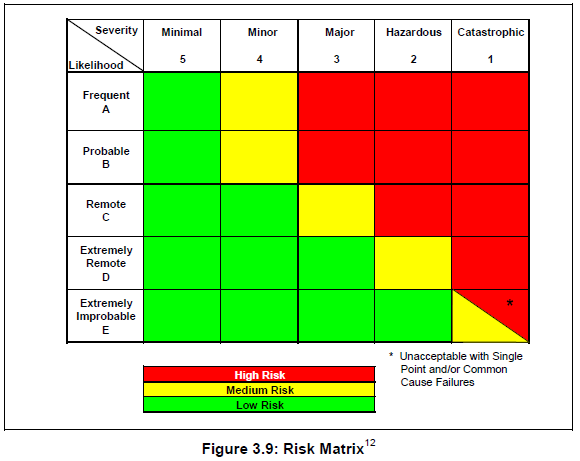 Severity
Likelihood
Minimal
5
Minor
4
Major
3
Hazardous
2
Catastrophic
1
Frequent
A
Probable
B
Remote
C
Extremely
Remote
D
Extremely
Improbable
E
*
* Unacceptable with Single
Point and/or Common
Cause Failures
High Risk
Medium Risk
Low Risk
Figure 3.9: Risk Matrix12